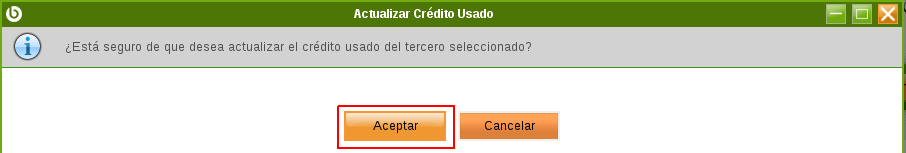 Actualizar Crédito Usado
¿Está seguro de que desea actualizar el crédito usado del tercero seleccionado?
Aceptar Cancelar